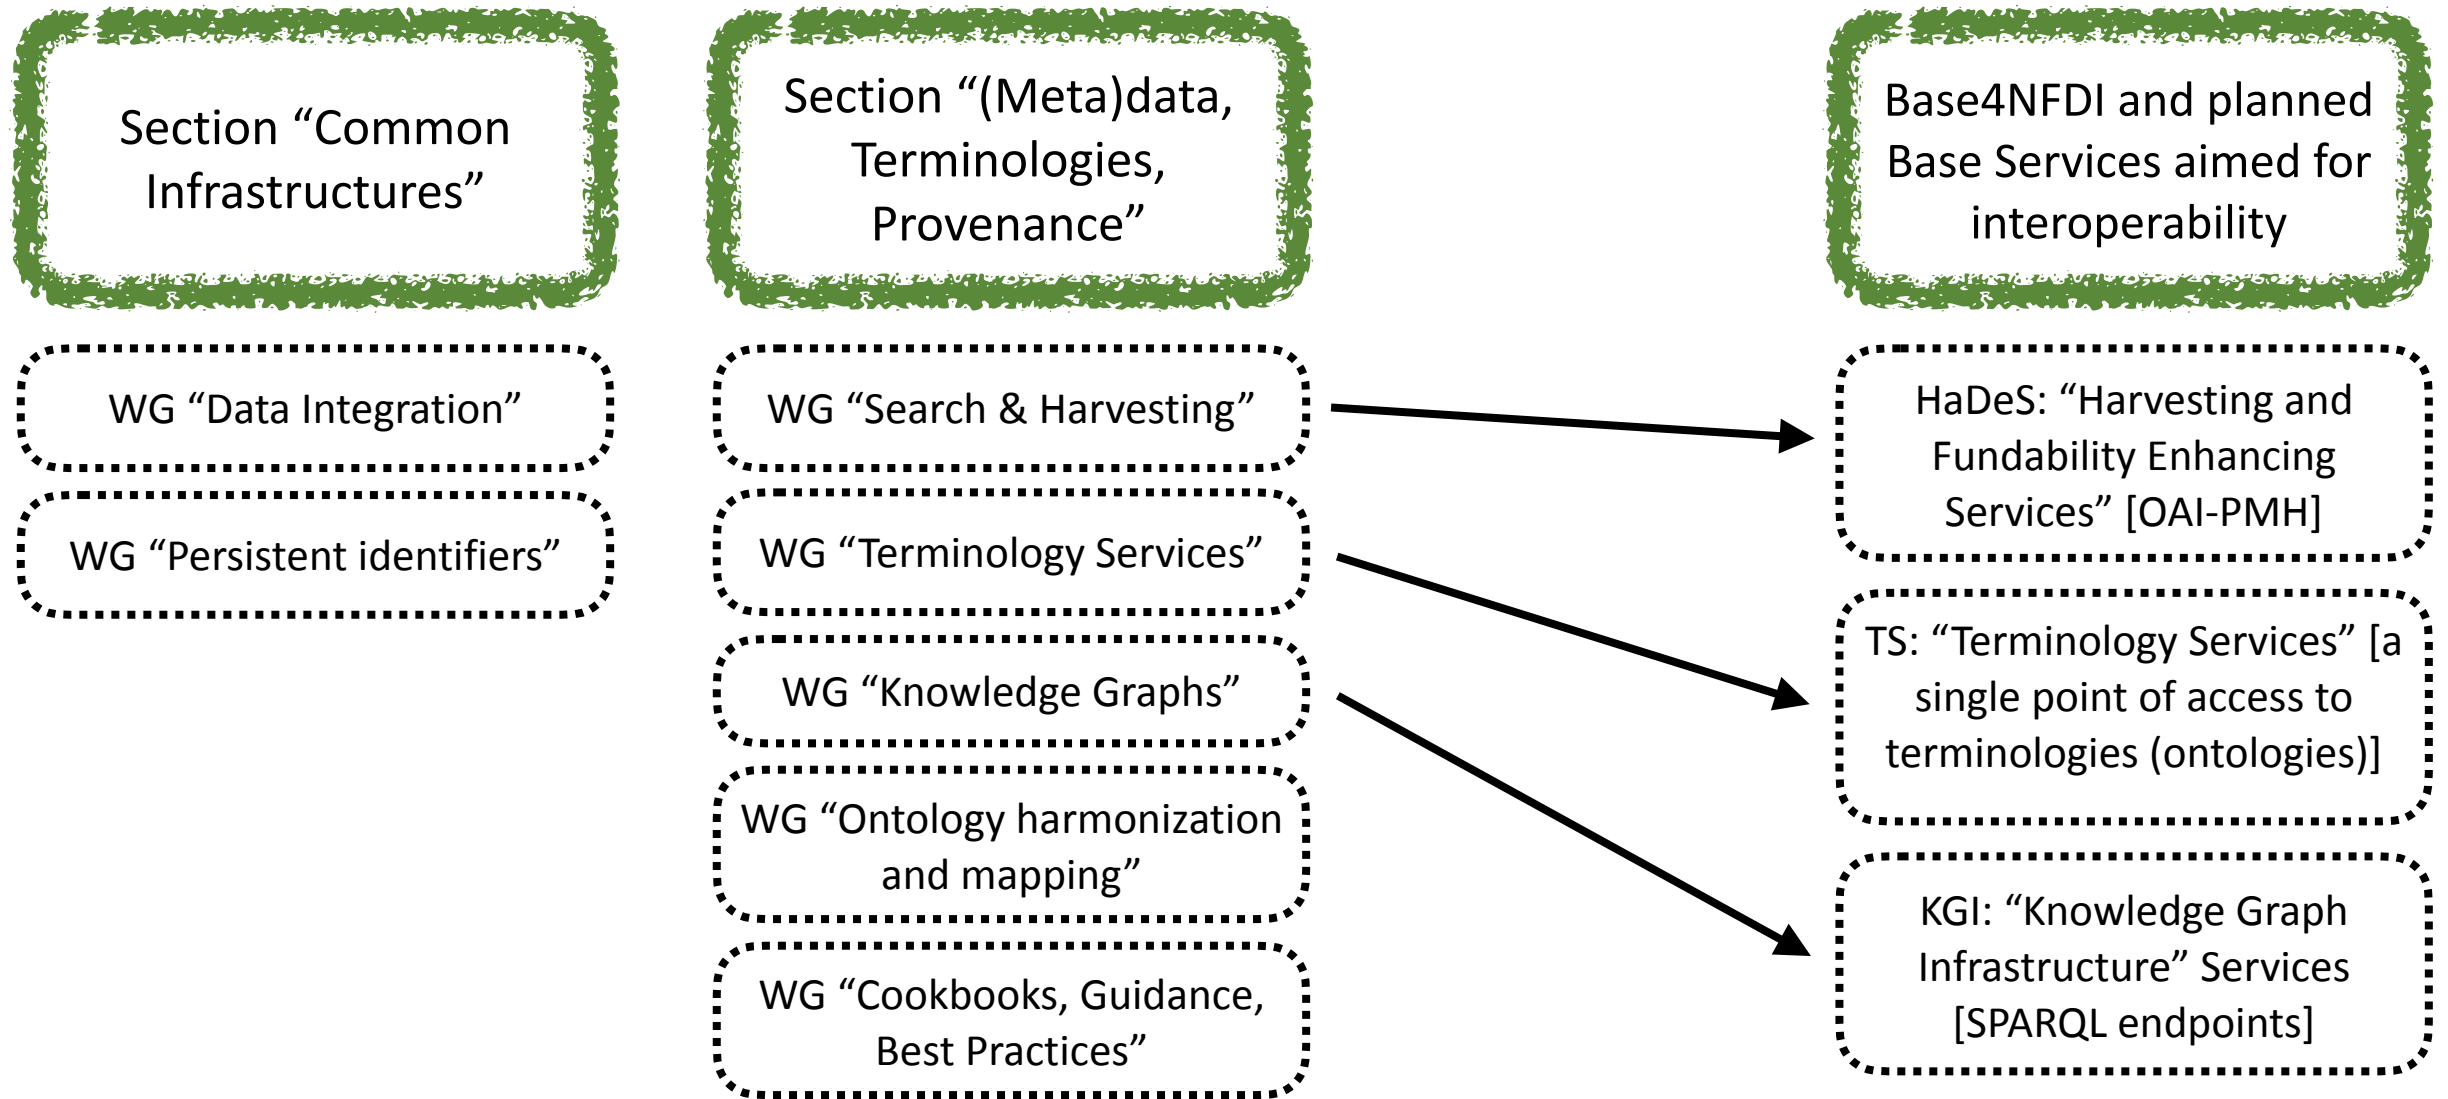 Section “Common
Infrastructures”
WG “Data Integration”
WG “Persistent identifiers”
Section “(Meta)data,
Terminologies,
Provenance”
WG “Search & Harvesting”
WG “Terminology Services”
WG “Knowledge Graphs”
WG “Ontology harmonization
and mapping”
WG “Cookbooks, Guidance,
Best Practices”
Base4NFDI and planned
Base Services aimed for
interoperability
HaDeS: “Harvesting and
Fundability Enhancing
Services” [OAI-PMH]
TS: “Terminology Services” [a
single point of access to
terminologies (ontologies)]
KGI: “Knowledge Graph
Infrastructure” Services
[SPARQL endpoints]